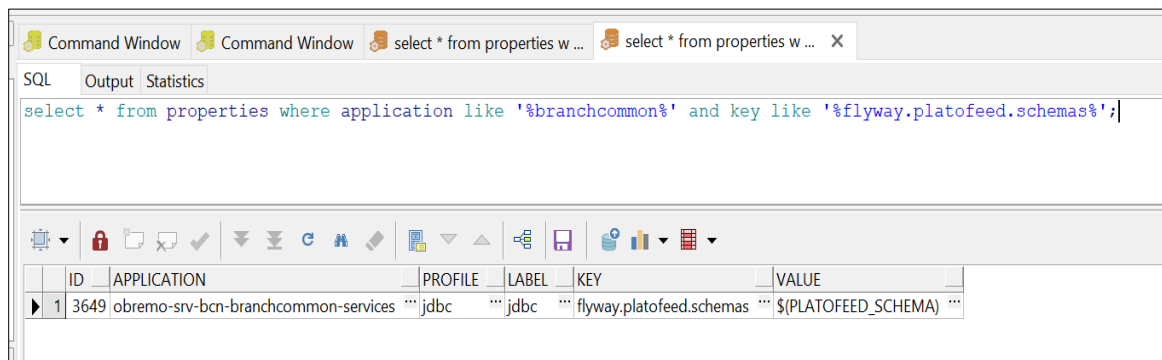 Command Window Command Window select * from properties w ... select * from properties w ... X
SQL Output Statistics
select * from properties where application like '%branchcommon%' and key like '%flyway.platofeed.schemas%';
ID APPLICATION ... PROFILE ... LABEL ... KEY ... VALUE ...
1 3649 obremo-srv-bcn-branchcommon-services ... jdbc ... jdbc ... flyway.platofeed.schemas ... $(PLATOFEED_SCHEMA) ...